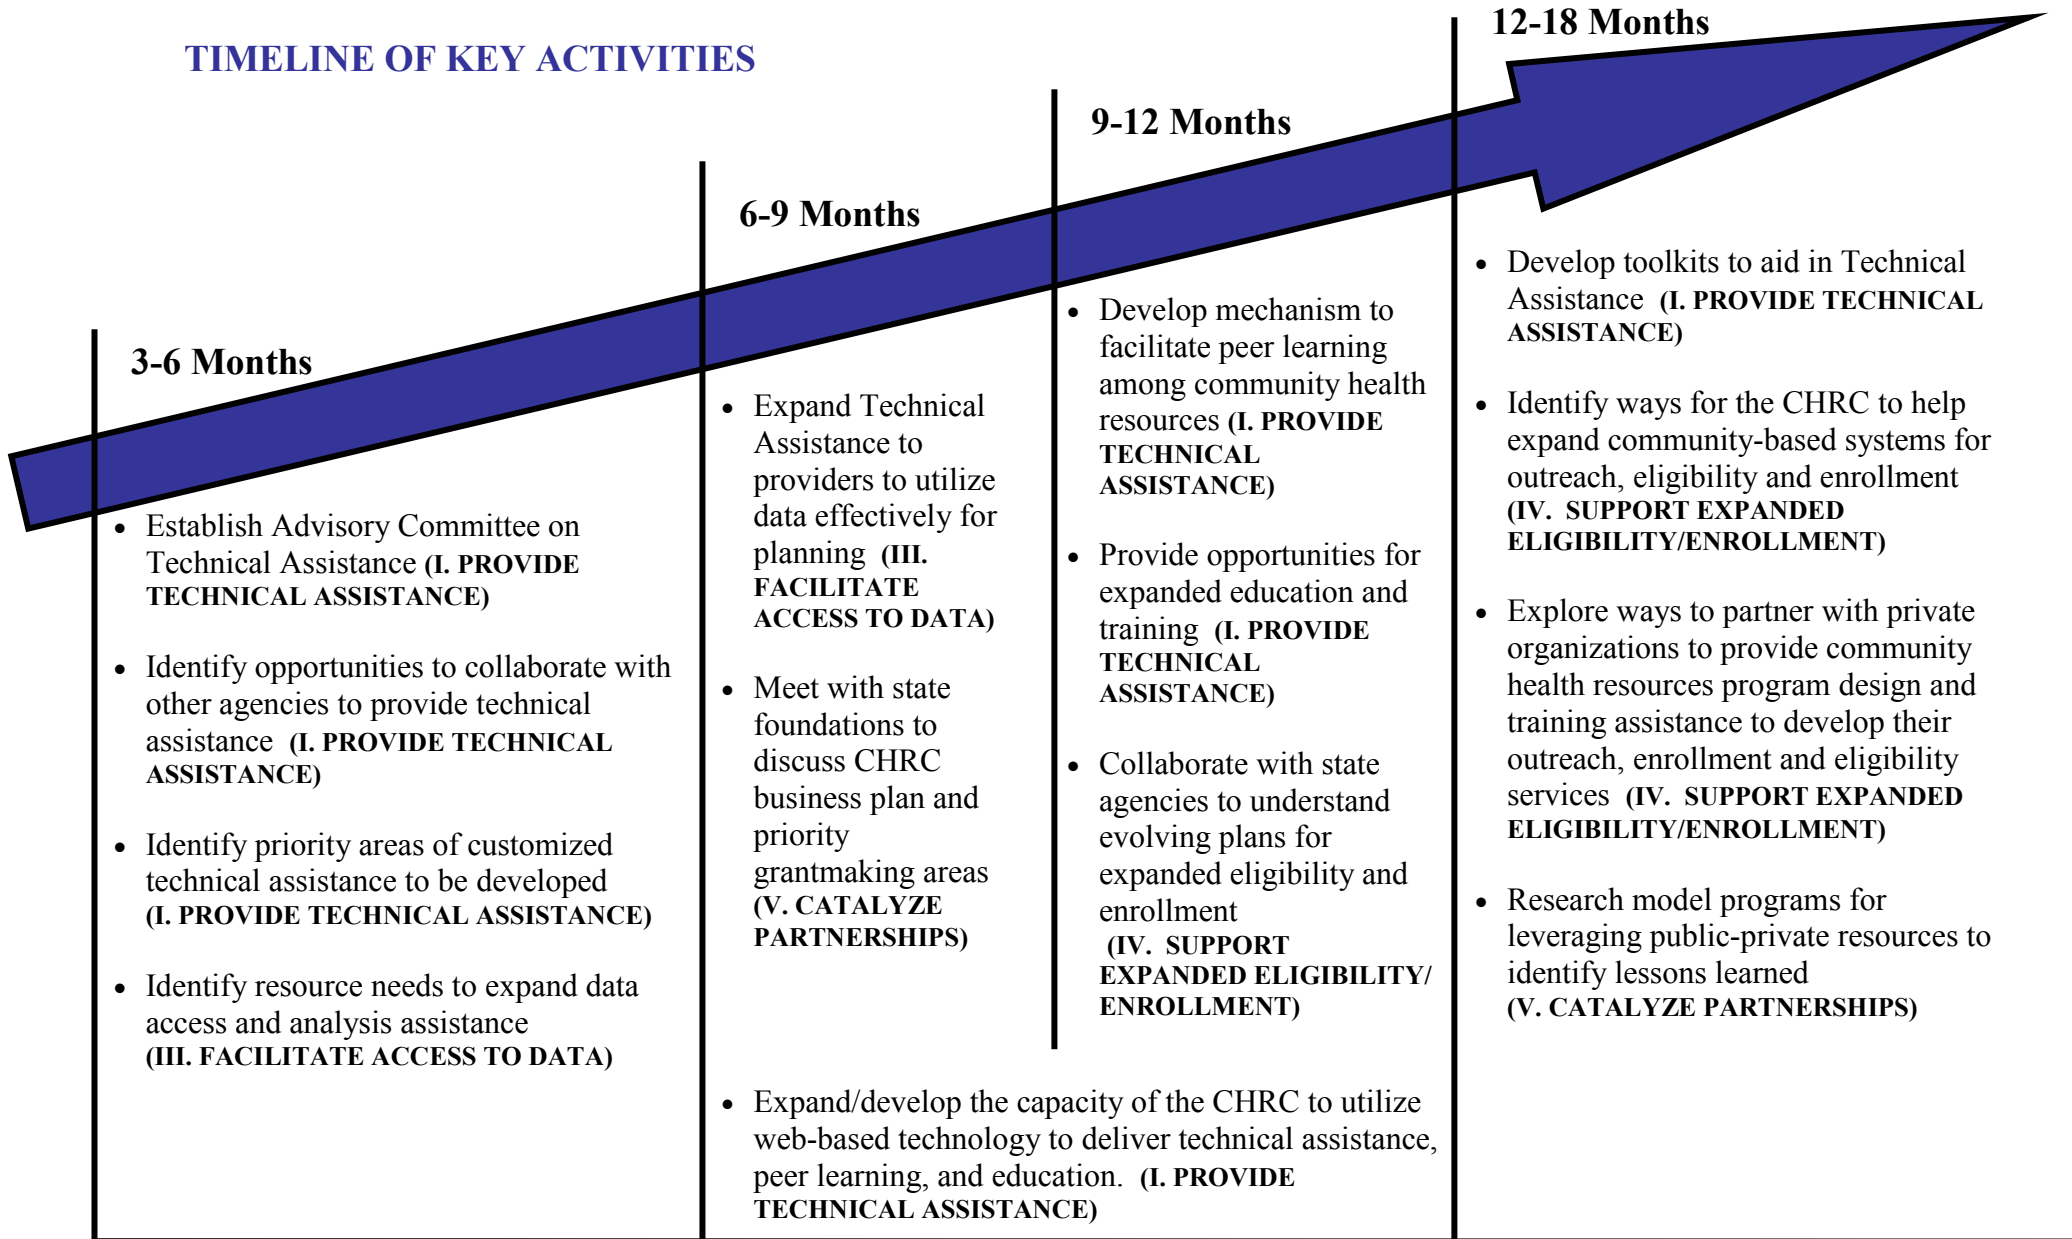 TIMELINE OF KEY ACTIVITIES
3-6 Months
• Establish Advisory Committee on
Technical Assistance (I. PROVIDE
TECHNICAL ASSISTANCE)
• Identify opportunities to collaborate with
other agencies to provide technical
assistance (I. PROVIDE TECHNICAL
ASSISTANCE)
• Identify priority areas of customized
technical assistance to be developed
(I. PROVIDE TECHNICAL ASSISTANCE)
• Identify resource needs to expand data
access and analysis assistance
(III. FACILITATE ACCESS TO DATA)
6-9 Months
• Expand Technical
Assistance to
providers to utilize
data effectively for
planning (III.
FACILITATE
ACCESS TO DATA)
• Meet with state
foundations to
discuss CHRC
business plan and
priority
grantmaking areas
(V. CATALYZE
PARTNERSHIPS)
9-12 Months
• Develop mechanism to
facilitate peer learning
among community health
resources (I. PROVIDE
TECHNICAL
ASSISTANCE)
• Provide opportunities for
expanded education and
training (I. PROVIDE
TECHNICAL
ASSISTANCE)
• Collaborate with state
agencies to understand
evolving plans for
expanded eligibility and
enrollment
(IV. SUPPORT
EXPANDED ELIGIBILITY/
ENROLLMENT)
• Expand/develop the capacity of the CHRC to utilize
web-based technology to deliver technical assistance,
peer learning, and education. (I. PROVIDE
TECHNICAL ASSISTANCE)
12-18 Months
• Develop toolkits to aid in Technical
Assistance (I. PROVIDE TECHNICAL
ASSISTANCE)
• Identify ways for the CHRC to help
expand community-based systems for
outreach, eligibility and enrollment
(IV. SUPPORT EXPANDED
ELIGIBILITY/ENROLLMENT)
• Explore ways to partner with private
organizations to provide community
health resources program design and
training assistance to develop their
outreach, enrollment and eligibility
services (IV. SUPPORT EXPANDED
ELIGIBILITY/ENROLLMENT)
• Research model programs for
leveraging public-private resources to
identify lessons learned
(V. CATALYZE PARTNERSHIPS)